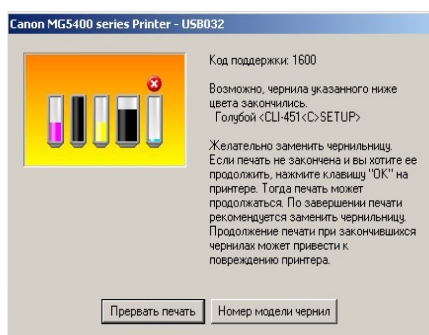 Canon MG5400 series Printer - USB032
Код поддержки: 1600
Возможно, чернила указанного ниже
цвета закончились.
Голубой <CLI-451<C>SETUP>
Желательно заменить чернильницу.
Если печать не закончена и вы хотите ее
продолжить, нажмите клавишу "OK" на
принтере. Тогда печать может
продолжаться. По завершении печати
рекомендуется заменить чернильницу.
Продолжение печати при закончившихся
чернилах может привести к
повреждению принтера.
Прервать печать
Номер модели чернил